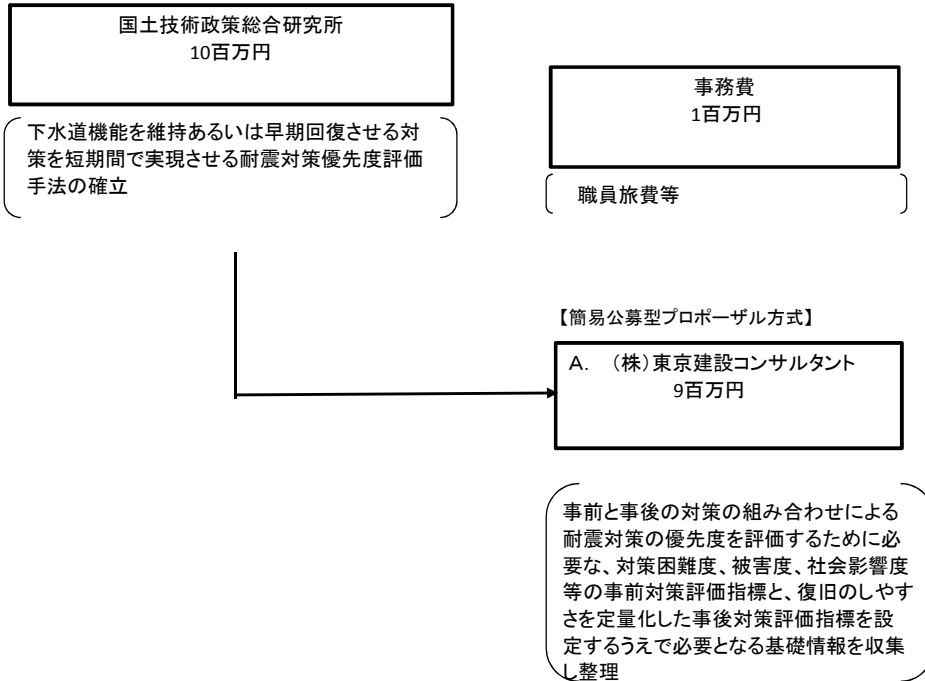 国土技術政策総合研究所
10百万円
下水道機能を維持あるいは早期回復させる対
策を短期間で実現させる耐震対策優先度評価
手法の確立
事務費
1百万円
職員旅費等
【簡易公募型プロポーザル方式】
A.　（株）東京建設コンサルタント
9百万円
事前と事後の対策の組み合わせによる
耐震対策の優先度を評価するために必
要な、対策困難度、被害度、社会影響度
等の事前対策評価指標と、復旧のしやす
さを定量化した事後対策評価指標を設
定するうえで必要となる基礎情報を収集
し整理